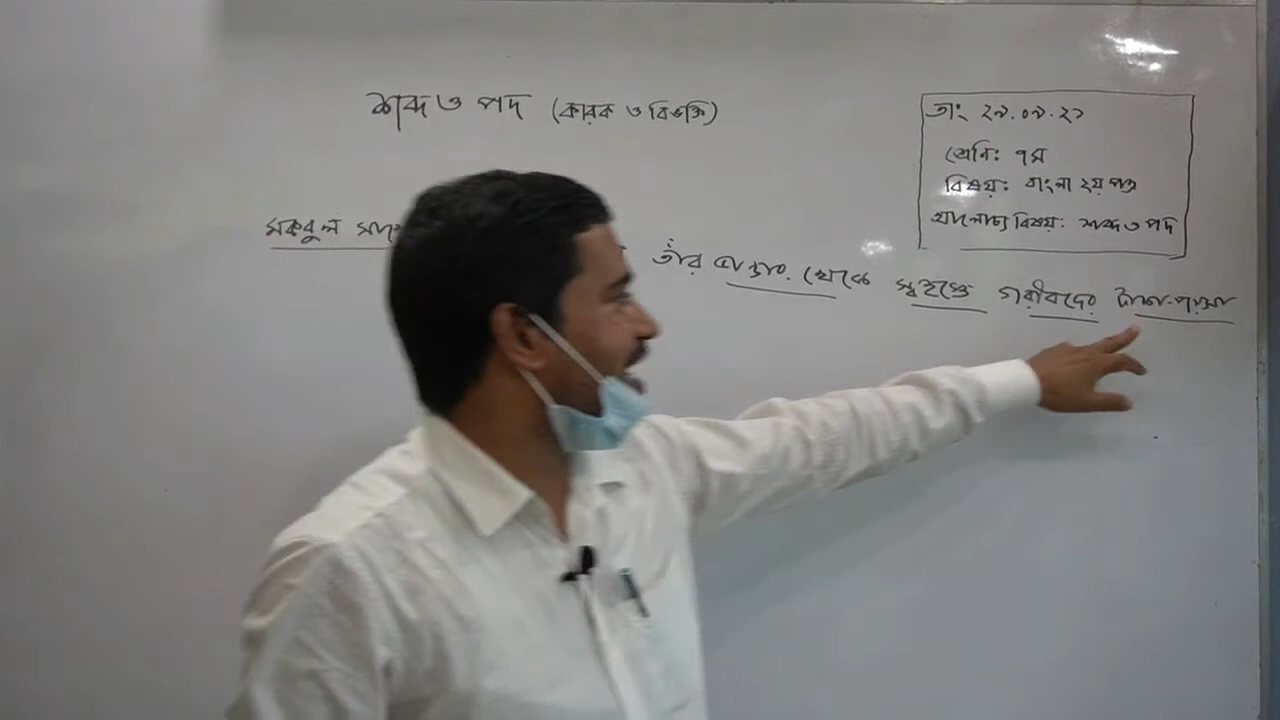 শব্দ ও পদ (কারক ও বিভক্তি)
তাং ২৯.০৯.২১
শ্রেনি: ৭ম
বিষয়: বাংলা ২য় পত্র
আলোচ্য বিষয়: শব্দ ও পদ
মকবুল তাঁর ভান্ডার থেকে স্বহস্তে গরীবদের টাকা-পয়সা